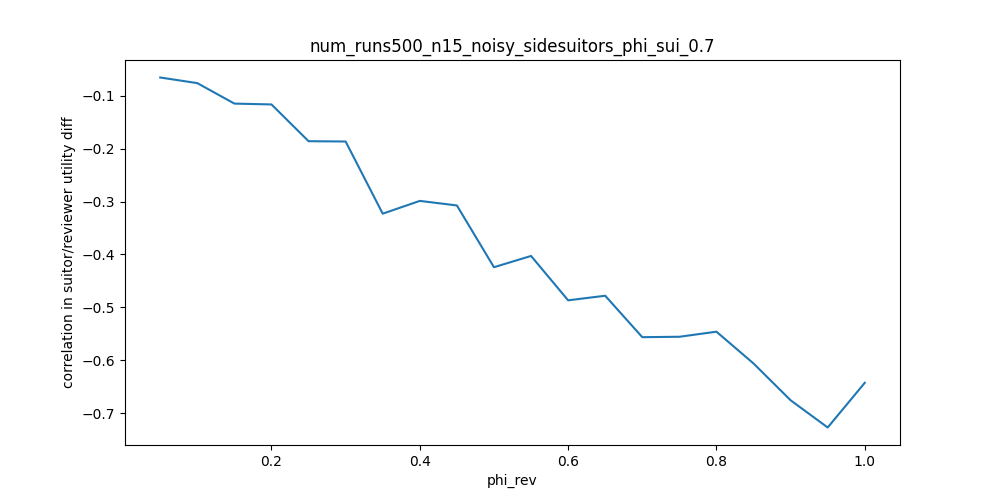 num_runs500_n15_noisy_sidesuitors_phi_sui_0.7
correlation in suitor/reviewer utility diff
−0.1
−0.2
−0.3
−0.4
−0.5
−0.6
−0.7
0.2 0.4 0.6 0.8 1.0
phi_rev